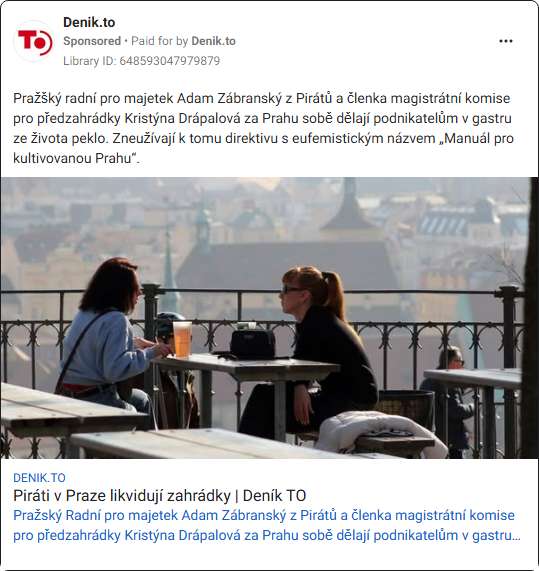 Denik.to
Sponsored • Paid for by Denik.to
Library ID: 648593047979879
TO
Pražšký radní pro majetek Adam Zábranský z Pirátů a členka magistrátní komise
pro předzahrádky Kristýna Drápalová za Prahu sobě dělají podnikatelům v gastru
ze života peklo. Zneužívají k tomu direktivu s eufemistickým názvem „Manuál pro
kultivovanou Prahu“.
DENIK.TO
Piráti v Praze likvidují zahrádky | Deník TO
Pražský Radní pro majetek Adam Zábranský z Pirátů a členka magistrátní komise
pro předzahrádky Kristýna Drápalová za Prahu sobě dělají podnikatelům v gastru...